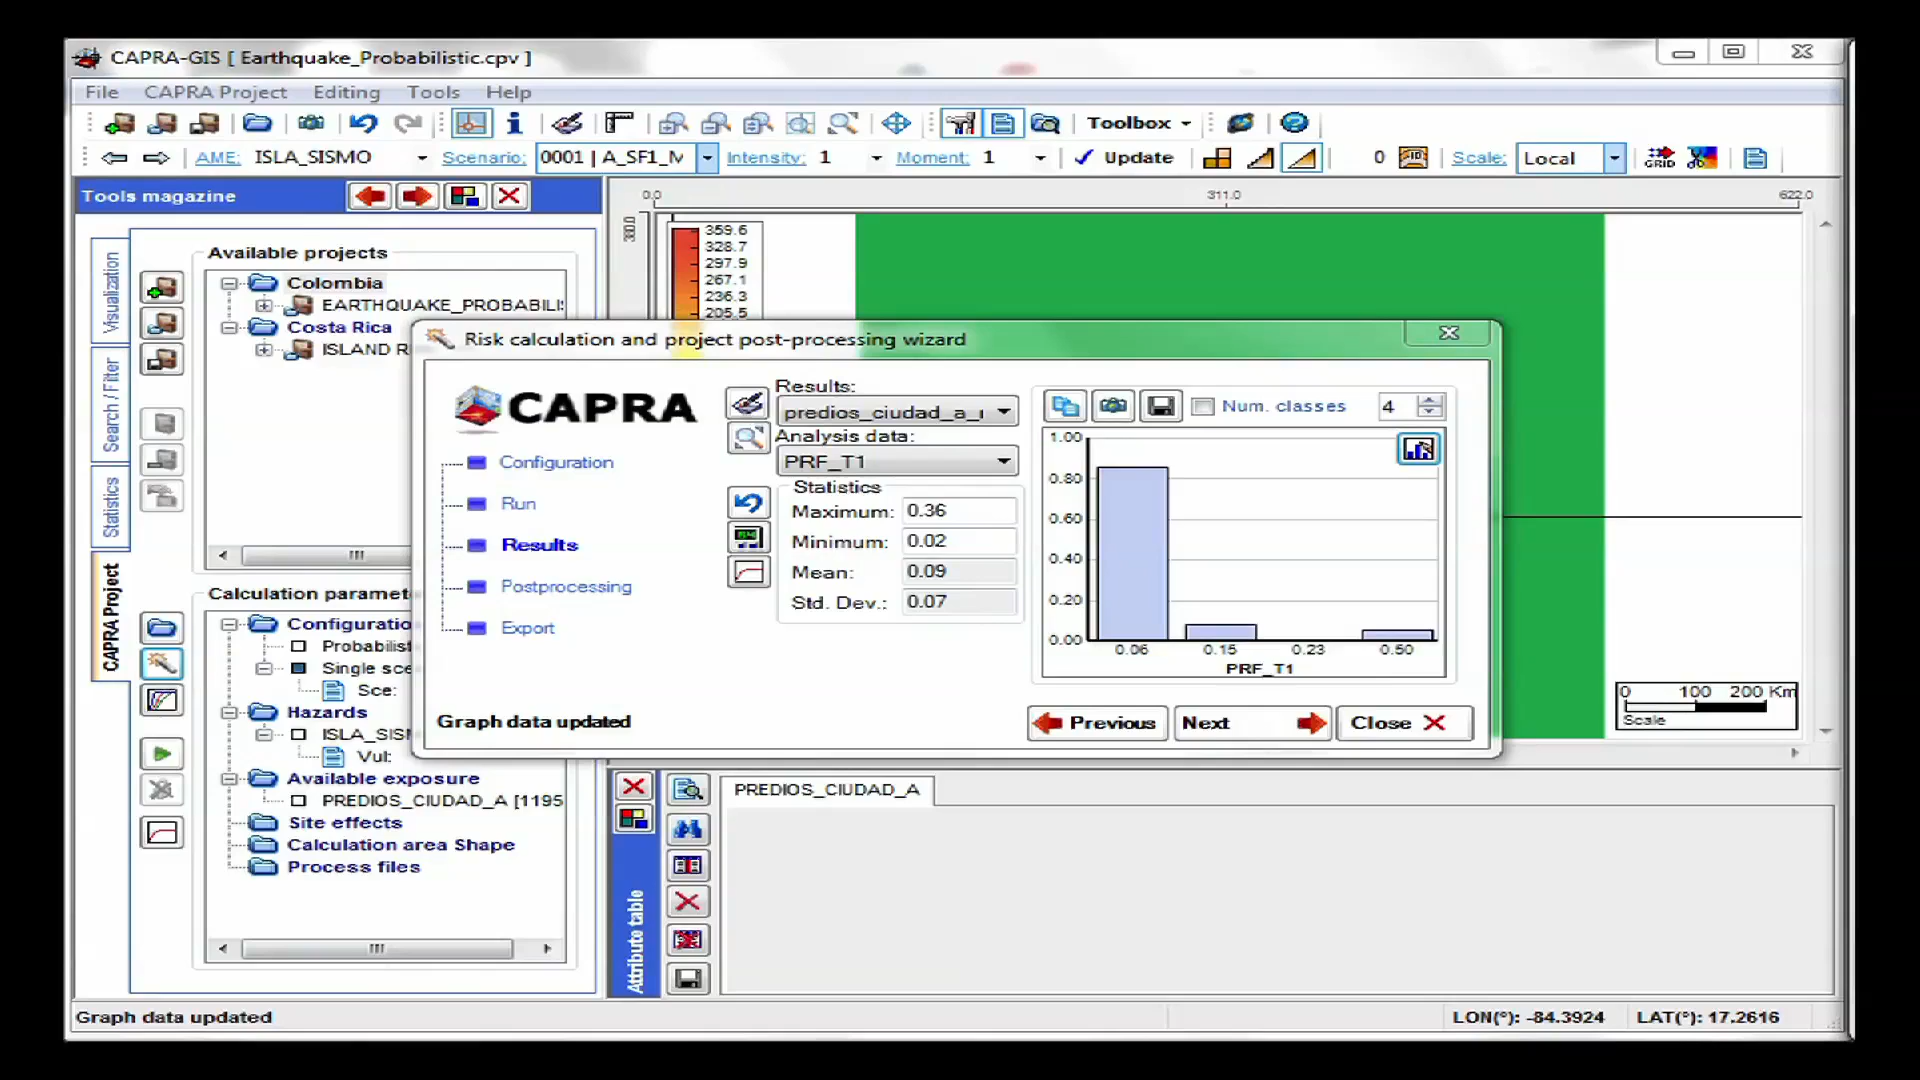 CAPRA-GIS [ Earthquake_Probabilistic.cpv ]
File CAPRA Project Editing Tools Help
Toolbox
AME: ISLA_SISMO Scenario: 0001 | A_SF1_M Intensity: 1 Moment: 1 Update 0 Scale: Local GRID
Tools magazine
0.0 311.0 622.0
380.0
Visualization
Search / Filter
Statistics
CAPRA Project
Available projects
Colombia
EARTHQUAKE_PROBABILI
Costa Rica
ISLAND R
359.6
328.7
297.9
267.1
236.3
205.5
Risk calculation and project post-processing wizard
CAPRA
Configuration
Run
Results
Postprocessing
Export
Results:
predios_ciudad_a_
Analysis data:
PRF_T1
Statistics
Maximum: 0.36
Minimum: 0.02
Mean: 0.09
Std. Dev.: 0.07
Num. classes 4
1.00
0.80
0.60
0.40
0.20
0.00
0.06 0.15 0.23 0.50
PRF_T1
Graph data updated
Previous Next Close
Calculation paramet
Configuratio
Probabilist
Single sce
Sce:
Hazards
ISLA_SISM
Vul:
Available exposure
PREDIOS_CIUDAD_A [1195
Site effects
Calculation area Shape
Process files
0 100 200 Km
Scale
Attribute table
PREDIOS_CIUDAD_A
Graph data updated
LON(°): -84.3924 LAT(°): 17.2616